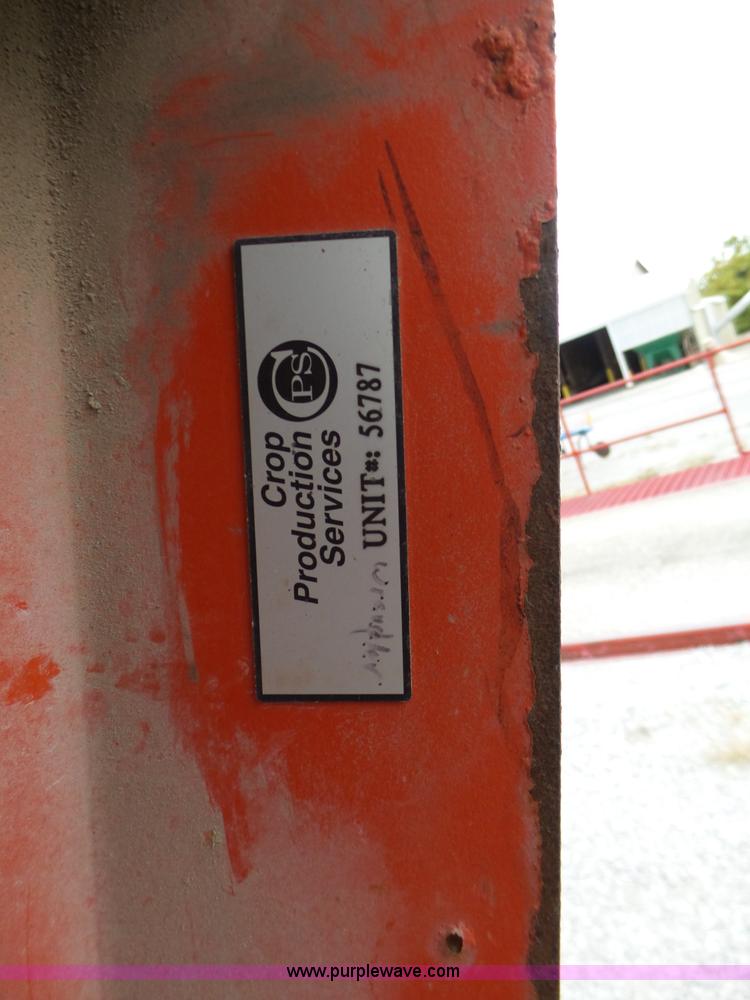 CPS
Crop
Production
Services
UNIT#: 56787
www.purplewave.com